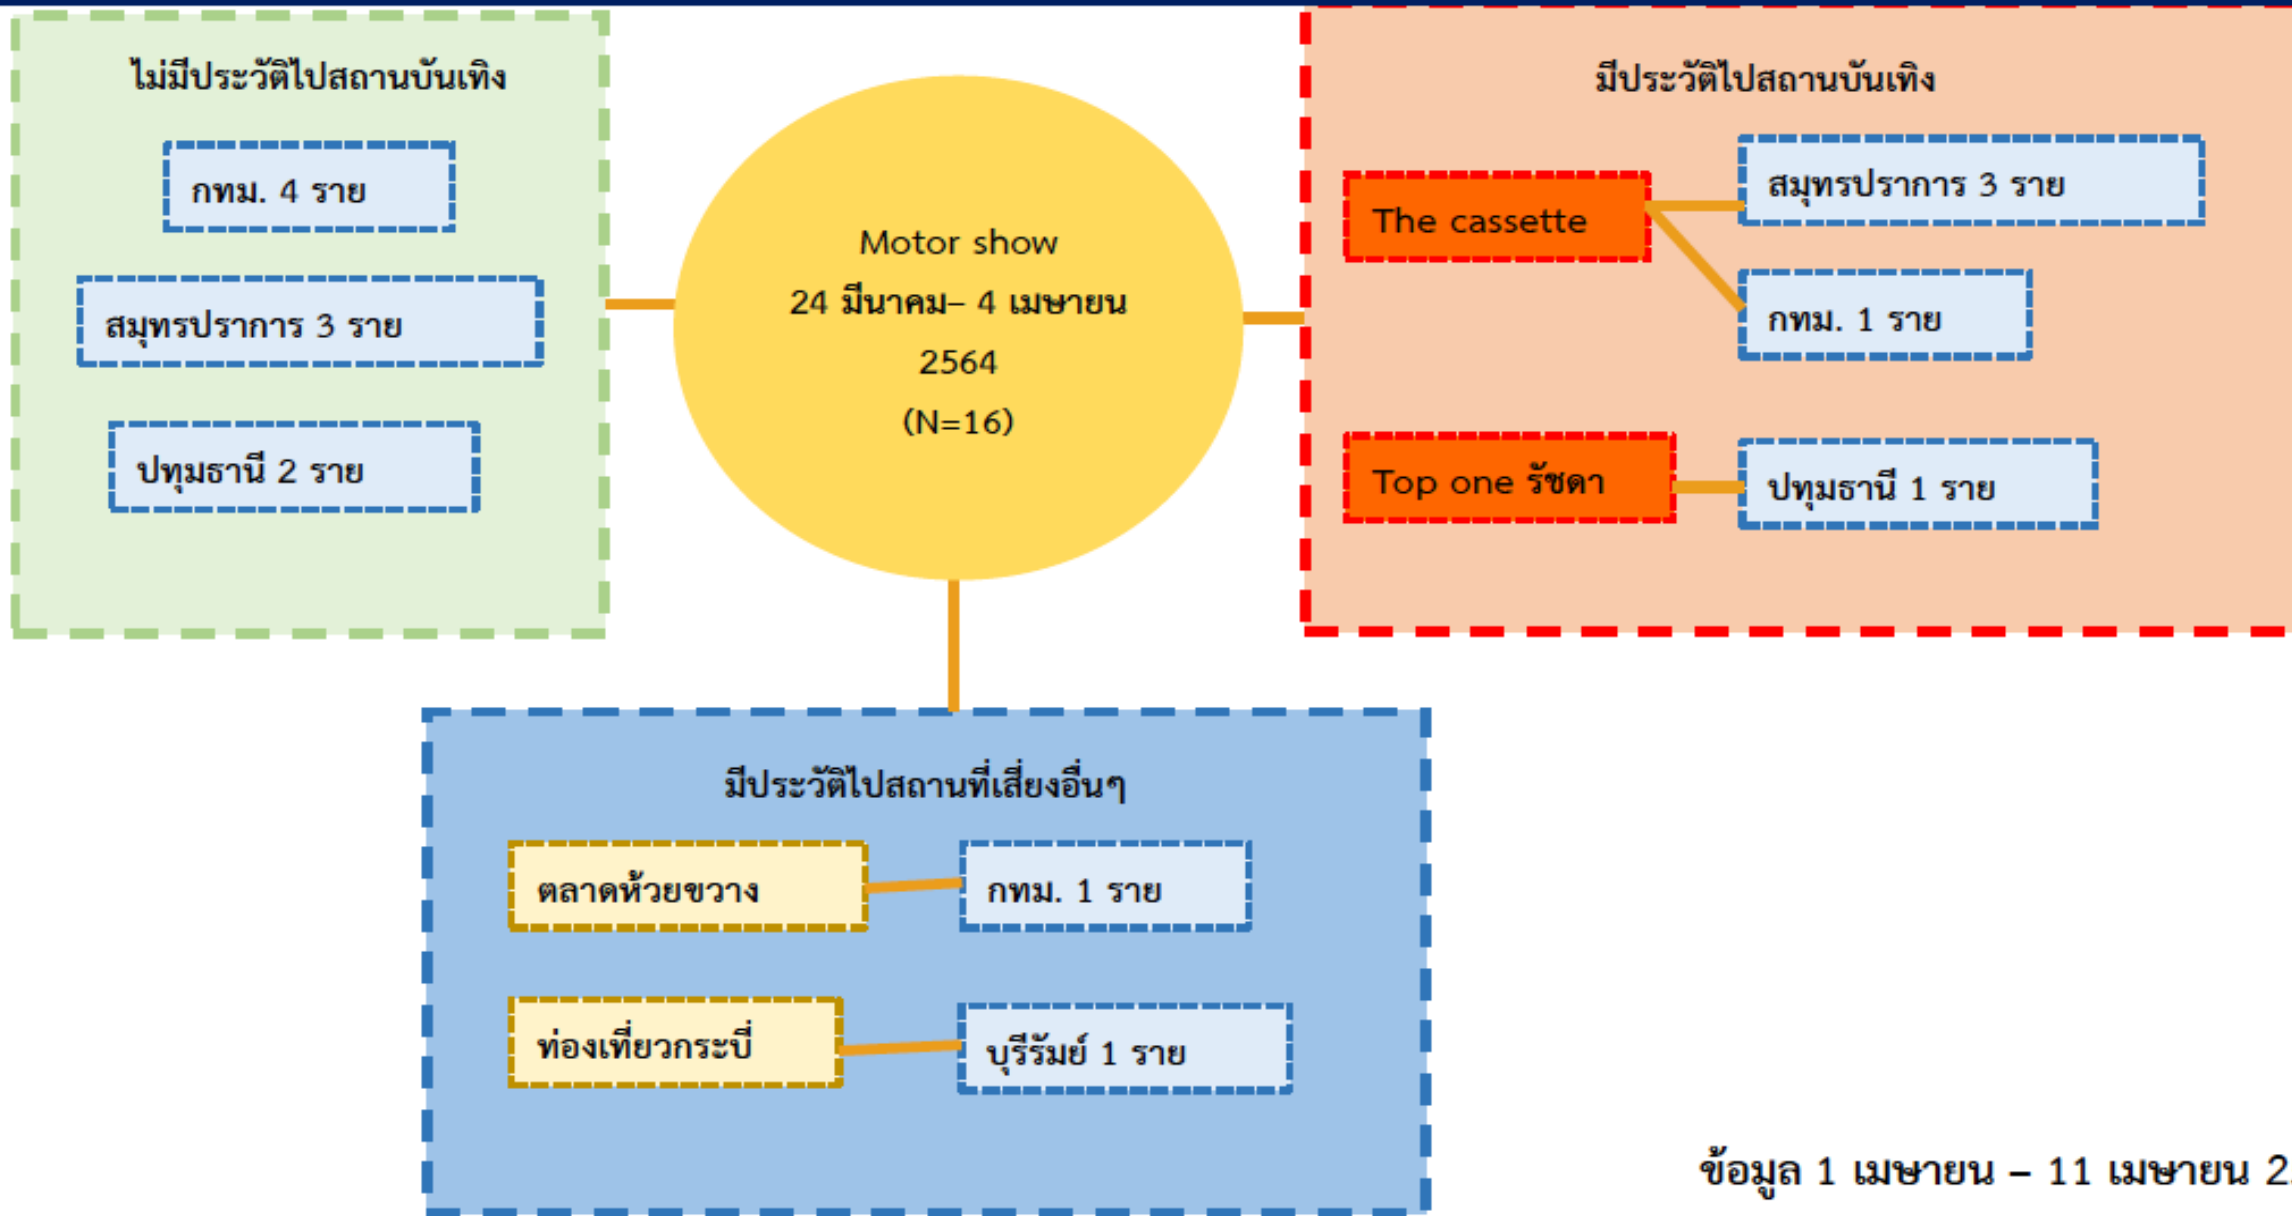 ไม่มีประวัติไปสถานบันเทิง
กทม. 4 ราย
สมุทรปราการ 3 ราย
ปทุมธานี 2 ราย
Motor show
24 มีนาคม– 4 เมษายน
2564
(N=16)
มีประวัติไปสถานบันเทิง
The cassette
สมุทรปราการ 3 ราย
กทม. 1 ราย
Top one รัชดา
ปทุมธานี 1 ราย
มีประวัติไปสถานที่เสี่ยงอื่นๆ
ตลาดห้วยขวาง
กทม. 1 ราย
ท่องเที่ยวกระบี่
บุรีรัมย์ 1 ราย
ข้อมูล 1 เมษายน – 11 เมษายน 2